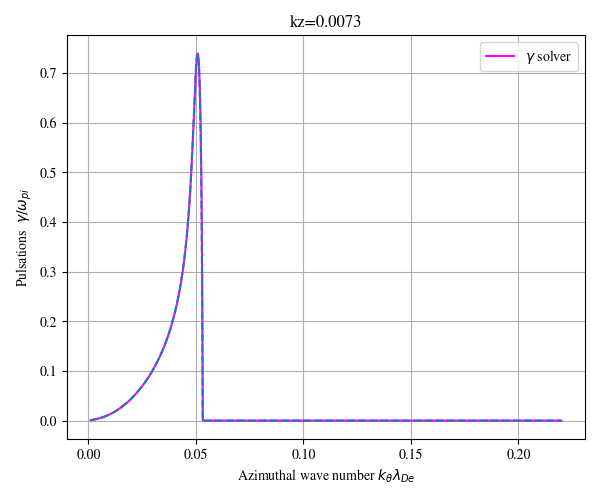 kz=0.0073
γ solver
Pulsations γ/ω_pi
0.7
0.6
0.5
0.4
0.3
0.2
0.1
0.0
0.00 0.05 0.10 0.15 0.20
Azimuthal wave number k_θλ_De